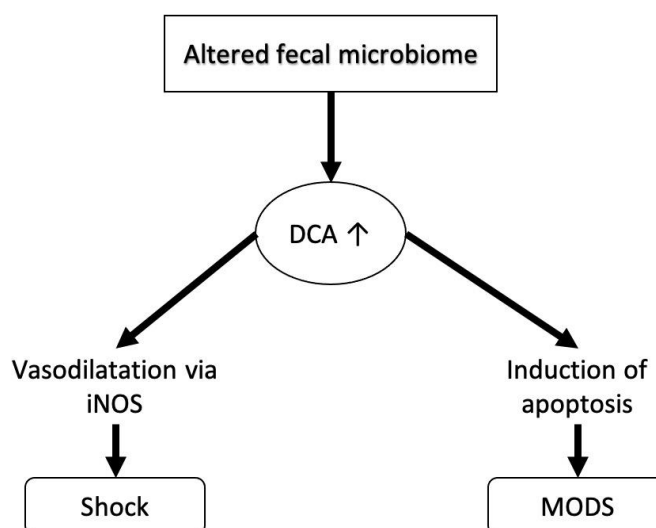 Altered fecal microbiome
DCA ↑
Vasodilatation via
iNOS
Induction of
apoptosis
Shock
MODS